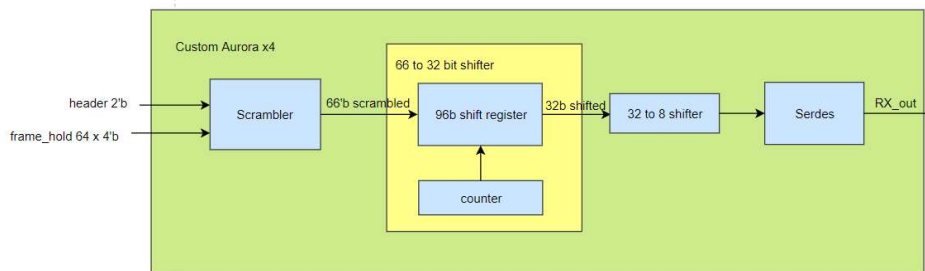 Custom Aurora x4
66 to 32 bit shifter
header 2'b
frame_hold 64 x 4'b
Scrambler
66'b scrambled
96b shift register
32b shifted
32 to 8 shifter
Serdes
RX_out
counter